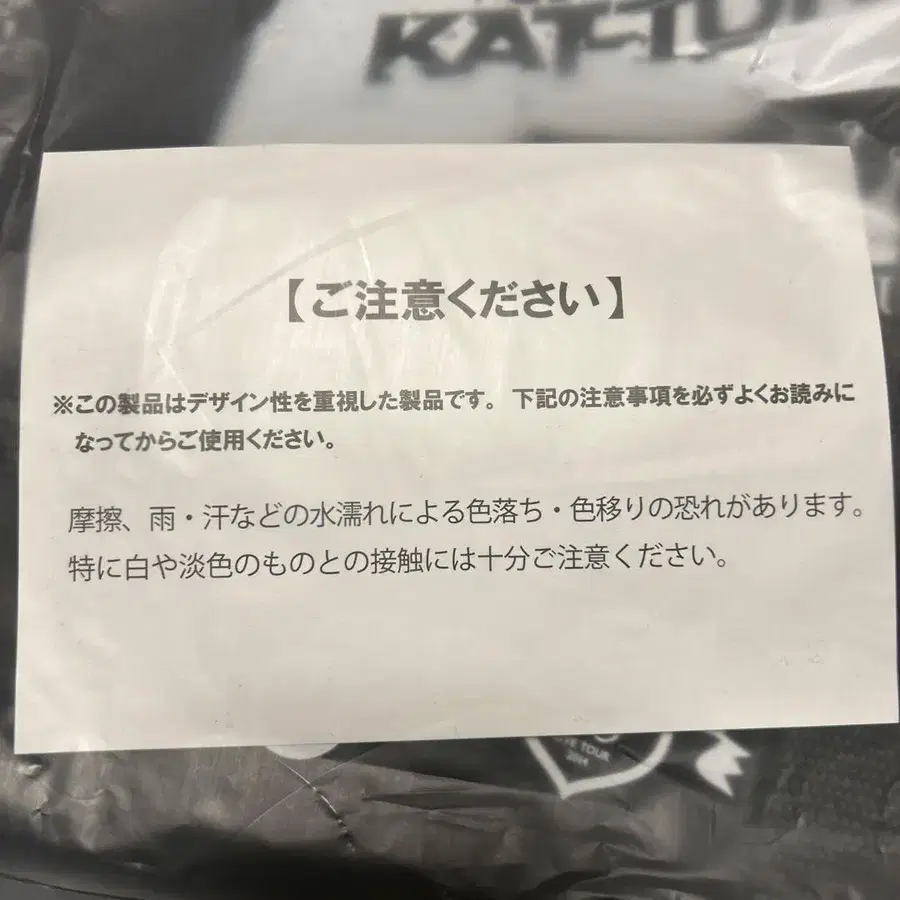 KAT-TUN
【ご注意ください】
※この製品はデザイン性を重視した製品です。 下記の注意事項を必ずよくお読みに
なってからご使用ください。
摩擦、雨・汗などの水濡れによる色落ち・色移りの恐れがあります。
特に白や淡色のものとの接触には十分ご注意ください。
TOUR
2014